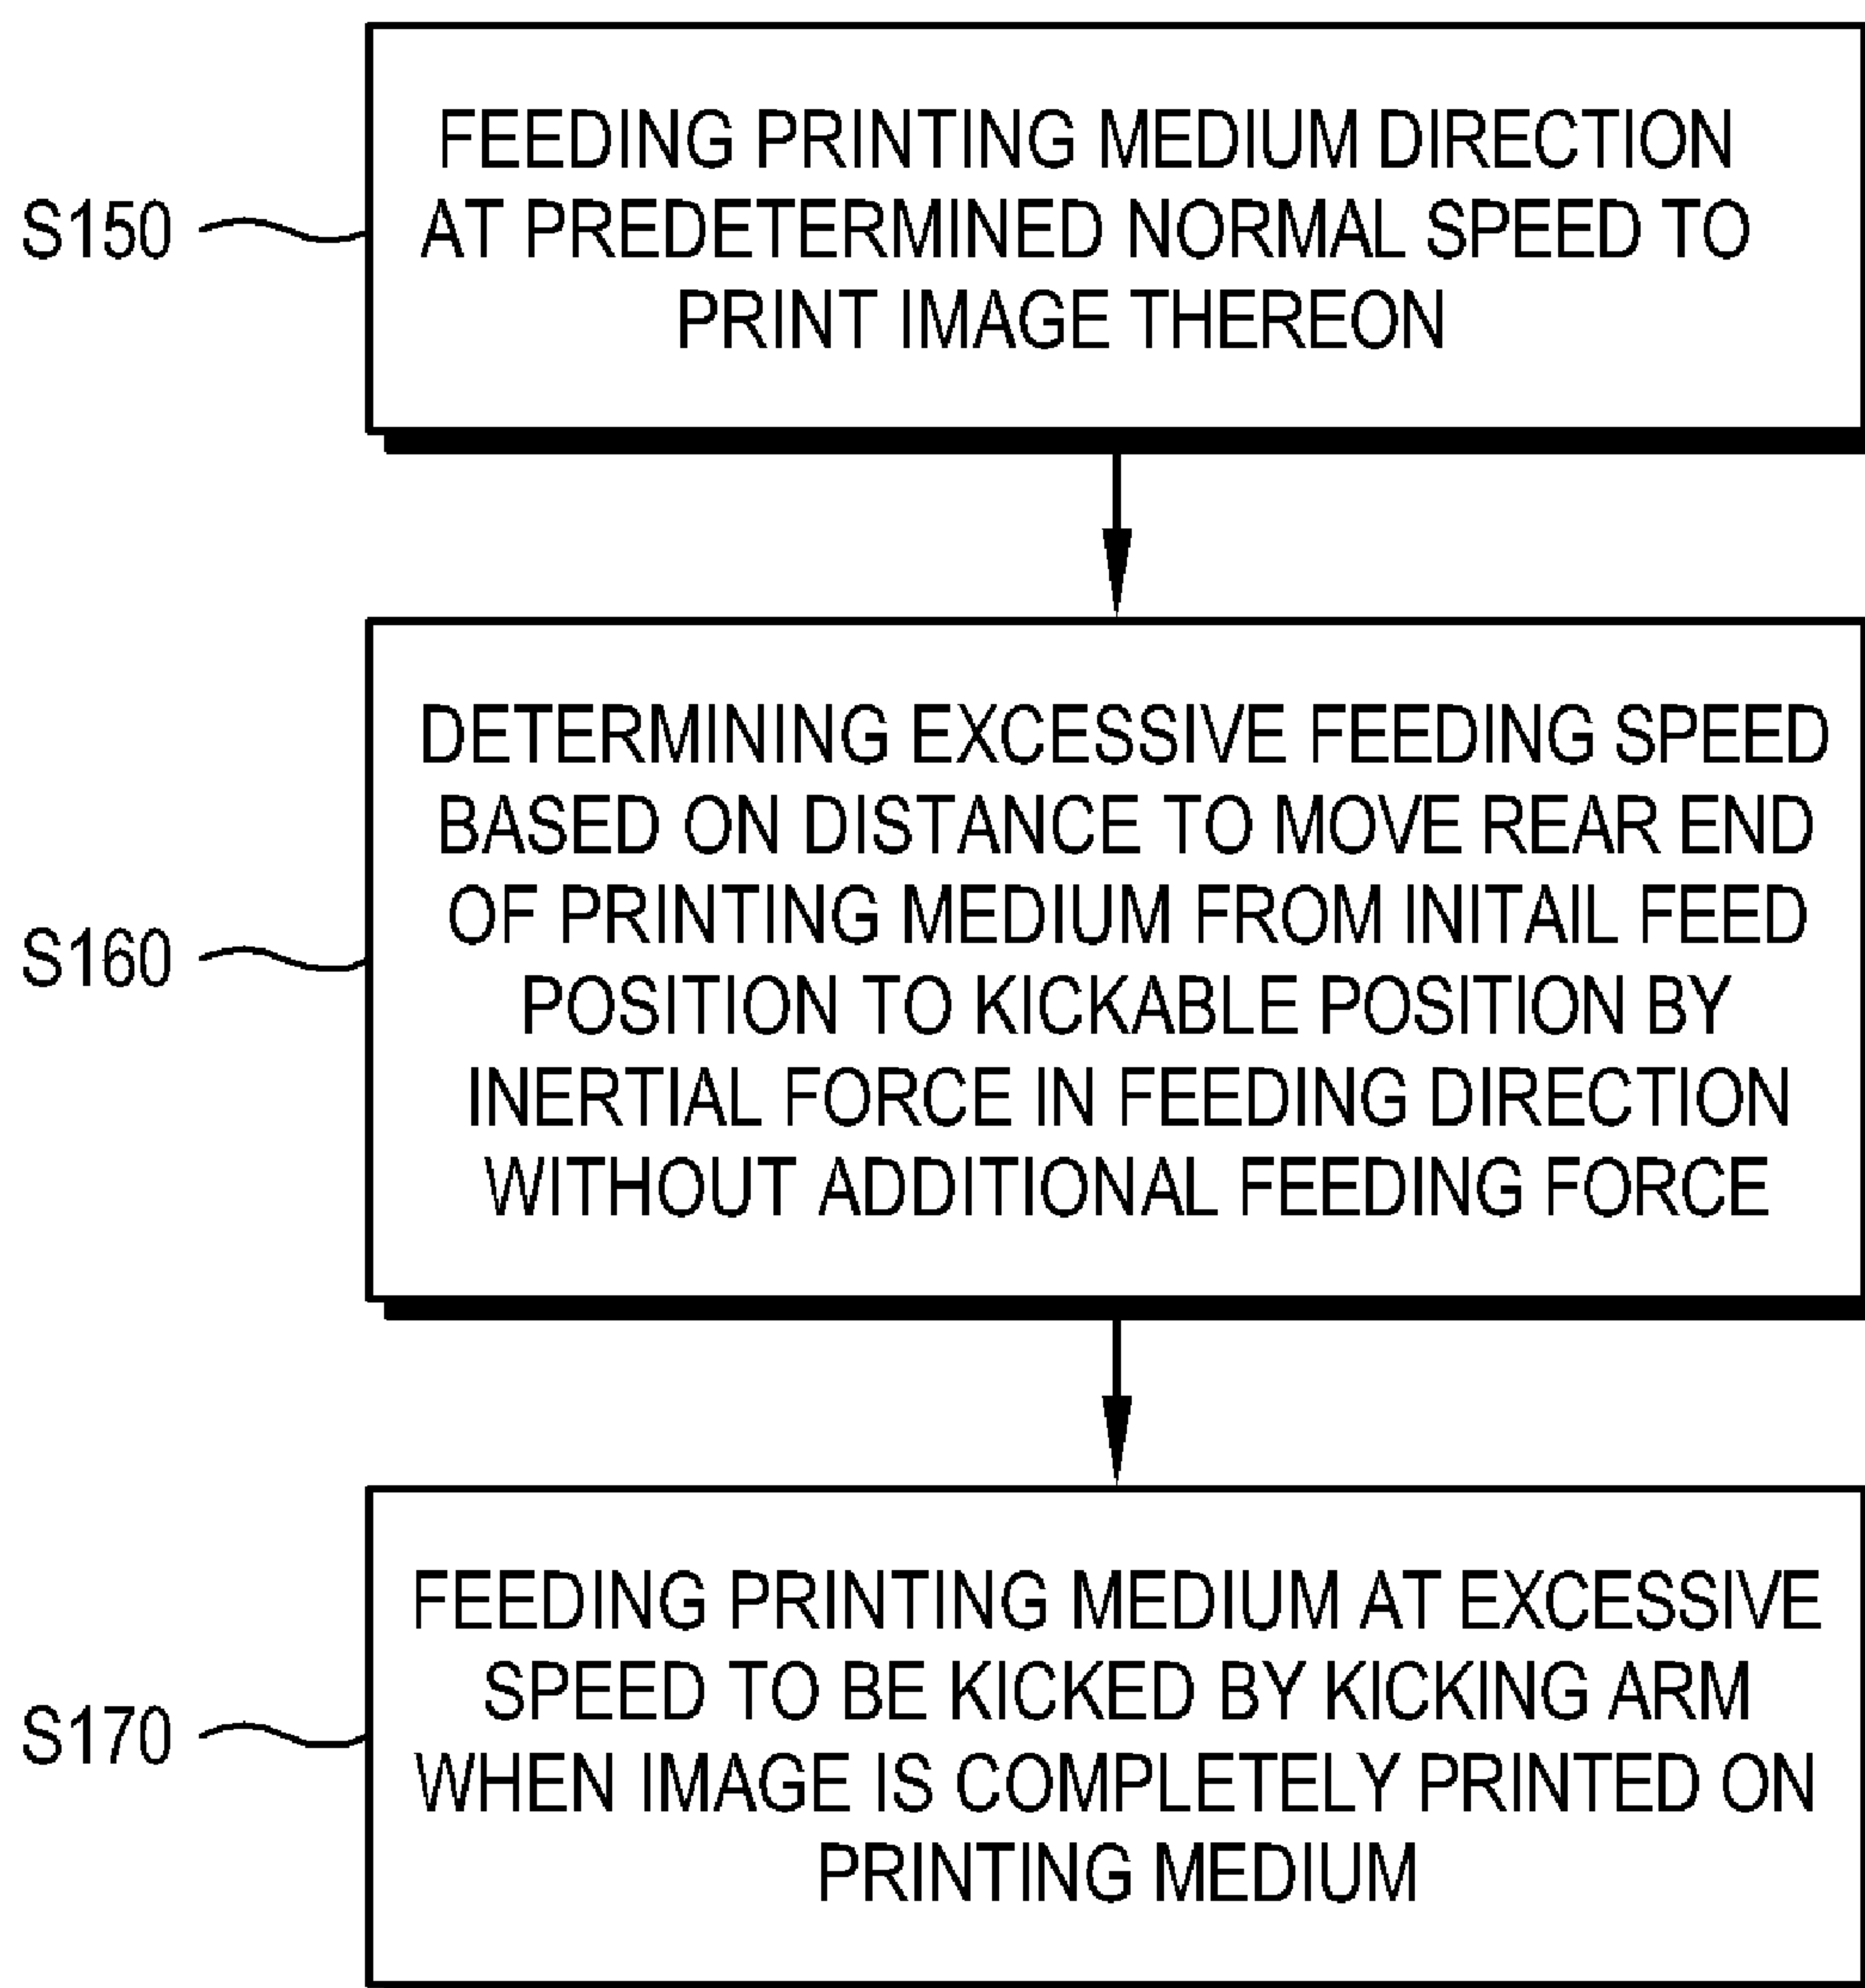 FEEDING PRINTING MEDIUM DIRECTION
S150
AT PREDETERMINED NORMAL SPEED TO
PRINT IMAGE THEREON
DETERMINING EXCESSIVE FEEDING SPEED
BASED ON DISTANCE TO MOVE REAR END
OF PRINTING MEDIUM FROM INITAIL FEED
S160
POSITION TO KICKABLE POSITION BY
INERTIAL FORCE IN FEEDING DIRECTION
WITHOUT ADDITIONAL FEEDING FORCE
FEEDING PRINTING MEDIUM AT EXCESSIVE
SPEED TO BE KICKED BY KICKING ARM
S170
WHEN IMAGE IS COMPLETELY PRINTED ON
PRINTING MEDIUM